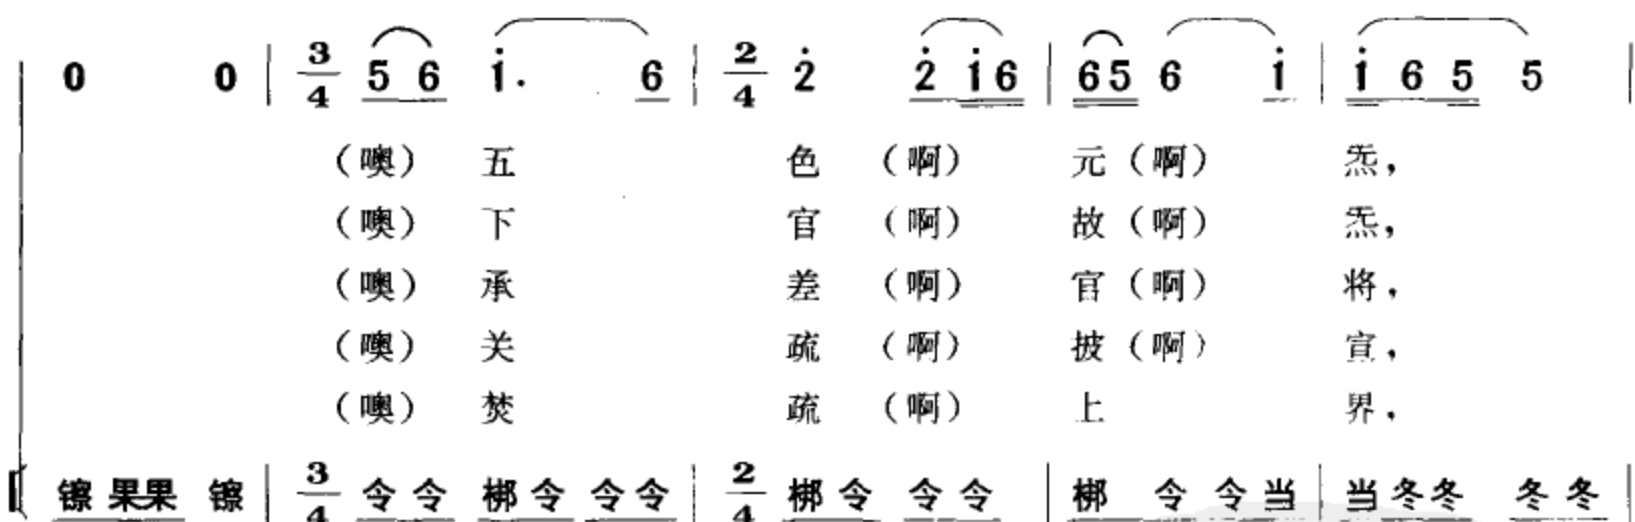 0 0 | 3/4 5 6 i. 6 | 2/4 2̇ 2̇ i 6 | 6 5 6 i | i 6 5 5 |
（噢）五 色（啊） 元（啊） 炁，
（噢）下 官（啊） 故（啊） 炁，
（噢）承 差（啊） 官（啊） 将，
（噢）关 疏（啊） 披（啊） 宣，
（噢）焚 疏（啊） 上 界，
镲 果果 镲 | 3/4 令 令 梆 令 令 令 | 2/4 梆 令 令 令 | 梆 令 令 当 | 当 冬 冬 冬 冬 |